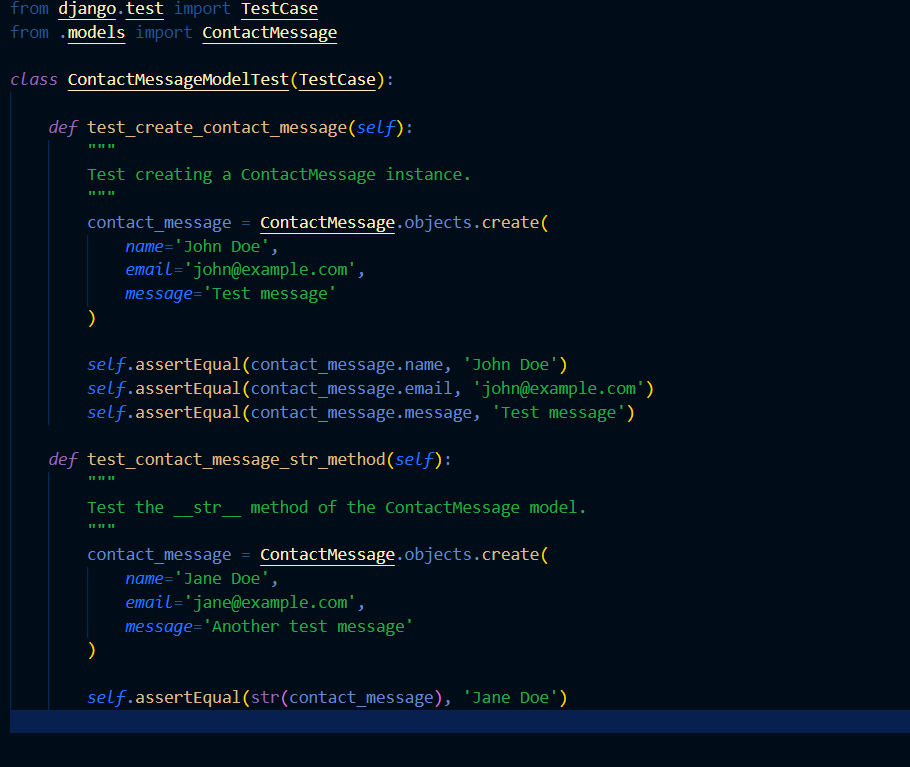 from django.test import TestCase
from .models import ContactMessage
class ContactMessageModelTest(TestCase):
def test_create_contact_message(self):
"""
Test creating a ContactMessage instance.
"""
contact_message = ContactMessage.objects.create(
name='John Doe',
email='john@example.com',
message='Test message'
)
self.assertEqual(contact_message.name, 'John Doe')
self.assertEqual(contact_message.email, 'john@example.com')
self.assertEqual(contact_message.message, 'Test message')
def test_contact_message_str_method(self):
"""
Test the __str__ method of the ContactMessage model.
"""
contact_message = ContactMessage.objects.create(
name='Jane Doe',
email='jane@example.com',
message='Another test message'
)
self.assertEqual(str(contact_message), 'Jane Doe')